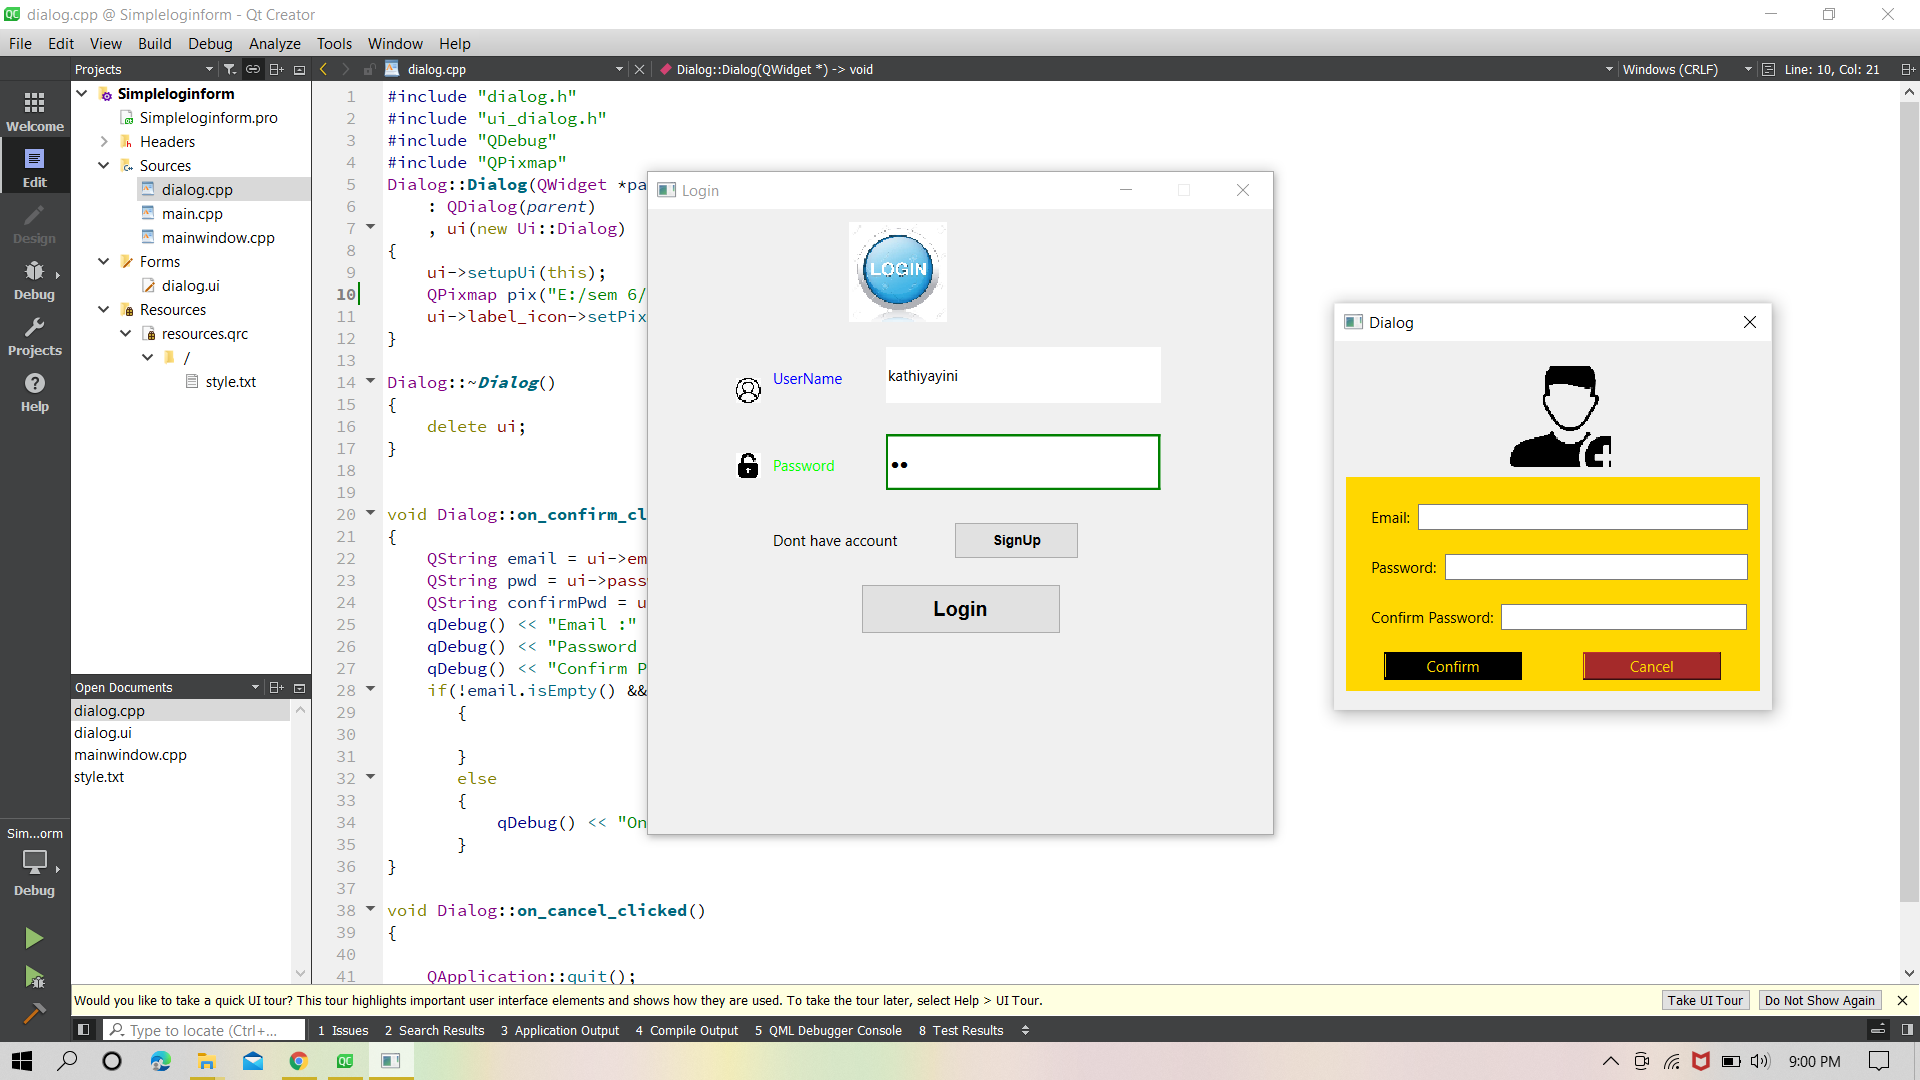 dialog.cpp @ Simpleloginform - Qt Creator
File Edit View Build Debug Analyze Tools Window Help
Projects
dialog.cpp
Dialog::Dialog(QWidget *) -> void
Windows (CRLF)
Line: 10, Col: 21
Welcome
Edit
Design
Debug
Projects
Help
Simpleloginform
Simpleloginform.pro
Headers
Sources
dialog.cpp
main.cpp
mainwindow.cpp
Forms
dialog.ui
Resources
resources.qrc
/
style.txt
Open Documents
dialog.cpp
dialog.ui
mainwindow.cpp
style.txt
Sim...orm
Debug
1 #include "dialog.h"
2 #include "ui_dialog.h"
3 #include "QDebug"
4 #include "QPixmap"
5 Dialog::Dialog(QWidget *pa
6 : QDialog(parent)
7 , ui(new Ui::Dialog)
8 {
9 ui->setupUi(this);
10 QPixmap pix("E:/sem 6/
11 ui->label_icon->setPix
12 }
13
14 Dialog::~Dialog()
15 {
16 delete ui;
17 }
18
19
20 void Dialog::on_confirm_cl
21 {
22 QString email = ui->em
23 QString pwd = ui->pass
24 QString confirmPwd = u
25 qDebug() << "Email :"
26 qDebug() << "Password
27 qDebug() << "Confirm P
28 if(!email.isEmpty() &&
29 {
30
31 }
32 else
33 {
34 qDebug() << "On
35 }
36 }
37
38 void Dialog::on_cancel_clicked()
39 {
40
41 QApplication::quit();
Login
LOGIN
UserName
kathiyayini
Password
••
Dont have account
SignUp
Login
Dialog
Email:
Password:
Confirm Password:
Confirm
Cancel
Would you like to take a quick UI tour? This tour highlights important user interface elements and shows how they are used. To take the tour later, select Help > UI Tour.
Take UI Tour
Do Not Show Again
Type to locate (Ctrl+...
1 Issues 2 Search Results 3 Application Output 4 Compile Output 5 QML Debugger Console 8 Test Results
QC
9:00 PM